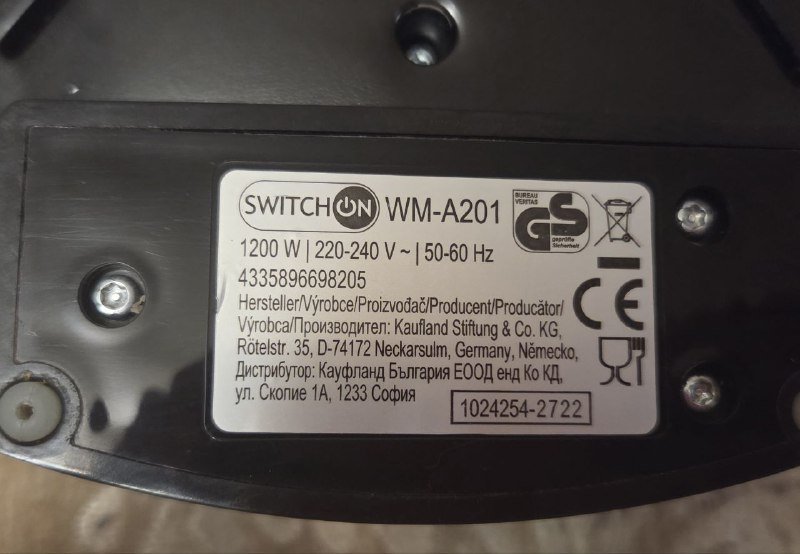 SWITCHON WM-A201
BUREAU VERITAS
GS
geprüfte Sicherheit
1200 W | 220-240 V ~ | 50-60 Hz
4335896698205
Hersteller/Výrobce/Proizvođač/Producent/Producător/
Výrobca/Производител: Kaufland Stiftung & Co. KG,
Rötelstr. 35, D-74172 Neckarsulm, Germany, Německo,
Дистрибутор: Кауфланд България ЕООД енд Ко КД,
ул. Скопие 1А, 1233 София
CE
1024254-2722